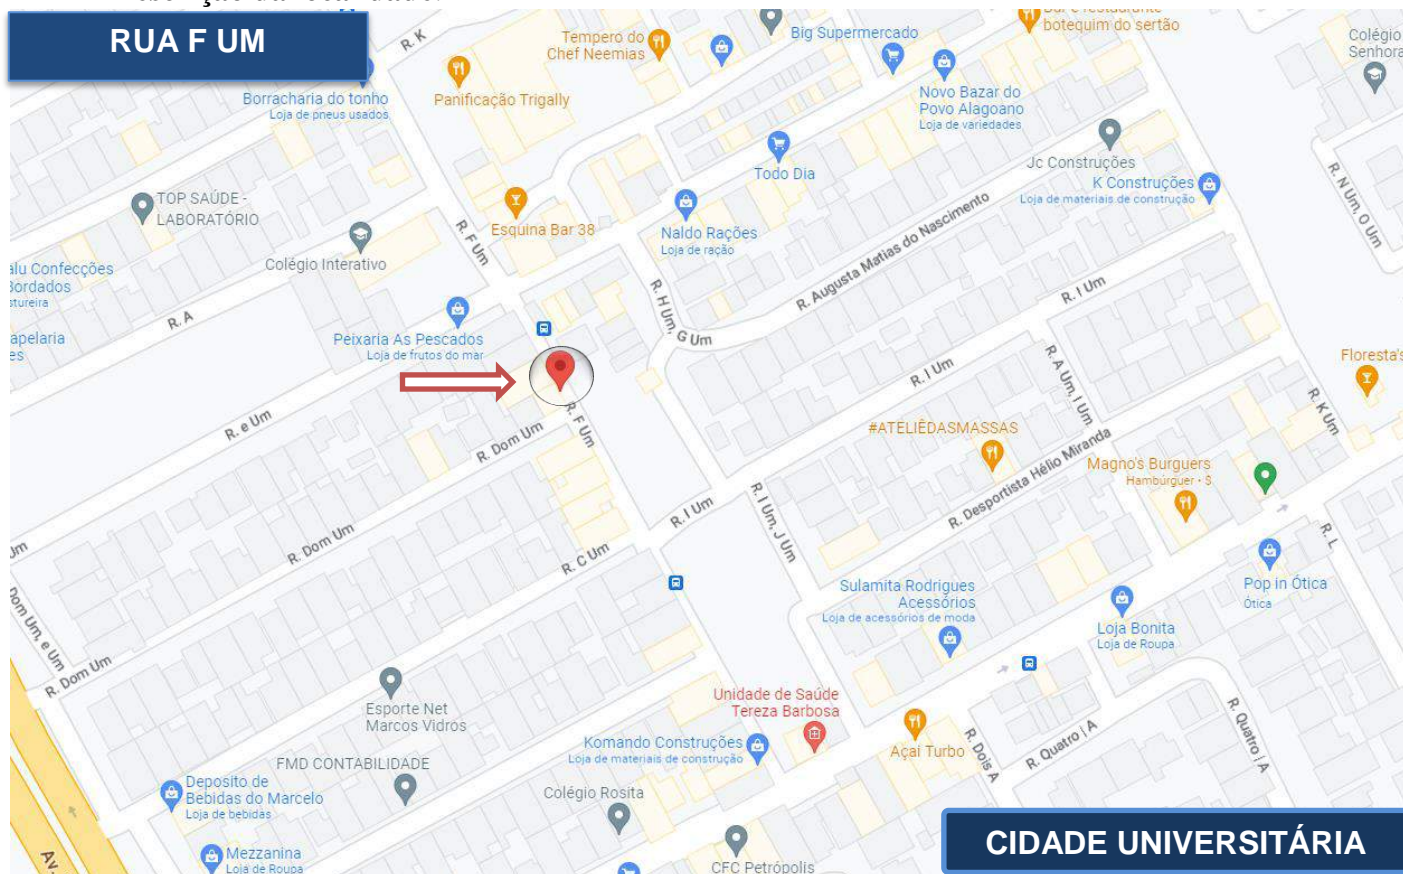 RUA F UM
R. K
Tempero do
Chef Neemias
Big Supermercado
botequim do sertão
Colégio
Senhora
Borracharia do tonho
Loja de pneus usados
Panificação Trigally
Novo Bazar do
Povo Alagoano
Loja de variedades
Jc Construções
K Construções
Loja de materiais de construção
R. N Um, O Um
Todo Dia
TOP SAÚDE -
LABORATÓRIO
Colégio Interativo
R. F Um
Esquina Bar 38
Naldo Rações
Loja de ração
R. Augusta Matias do Nascimento
alu Confecções
Bordados
stureira
R. A
R. H Um, G Um
R. I Um
apelaria
es
Peixaria As Pescados
Loja de frutos do mar
R. I Um
R. A Um, I Um
Floresta's
R. K Um
R. e Um
R. Dom Um
R. F Um
#ATELIÊDASMASSAS
R. Desportista Hélio Miranda
Magno's Burguers
Hambúrguer · $
R. I Um
R. I Um, J Um
R. L
Um
R. Dom Um
R. C Um
Dom Um, e Um
R. Dom Um
Sulamita Rodrigues
Acessórios
Loja de acessórios de moda
Pop in Ótica
Ótica
Loja Bonita
Loja de Roupa
Esporte Net
Marcos Vidros
Unidade de Saúde
Tereza Barbosa
Açai Turbo
R. Dois A
R. Quatro | A
R. Quatro | A
Komando Construções
Loja de materiais de construção
FMD CONTABILIDADE
Deposito de
Bebidas do Marcelo
Loja de bebidas
Colégio Rosita
Mezzanina
Loja de Roupa
Av.
CFC Petrópolis
CIDADE UNIVERSITÁRIA